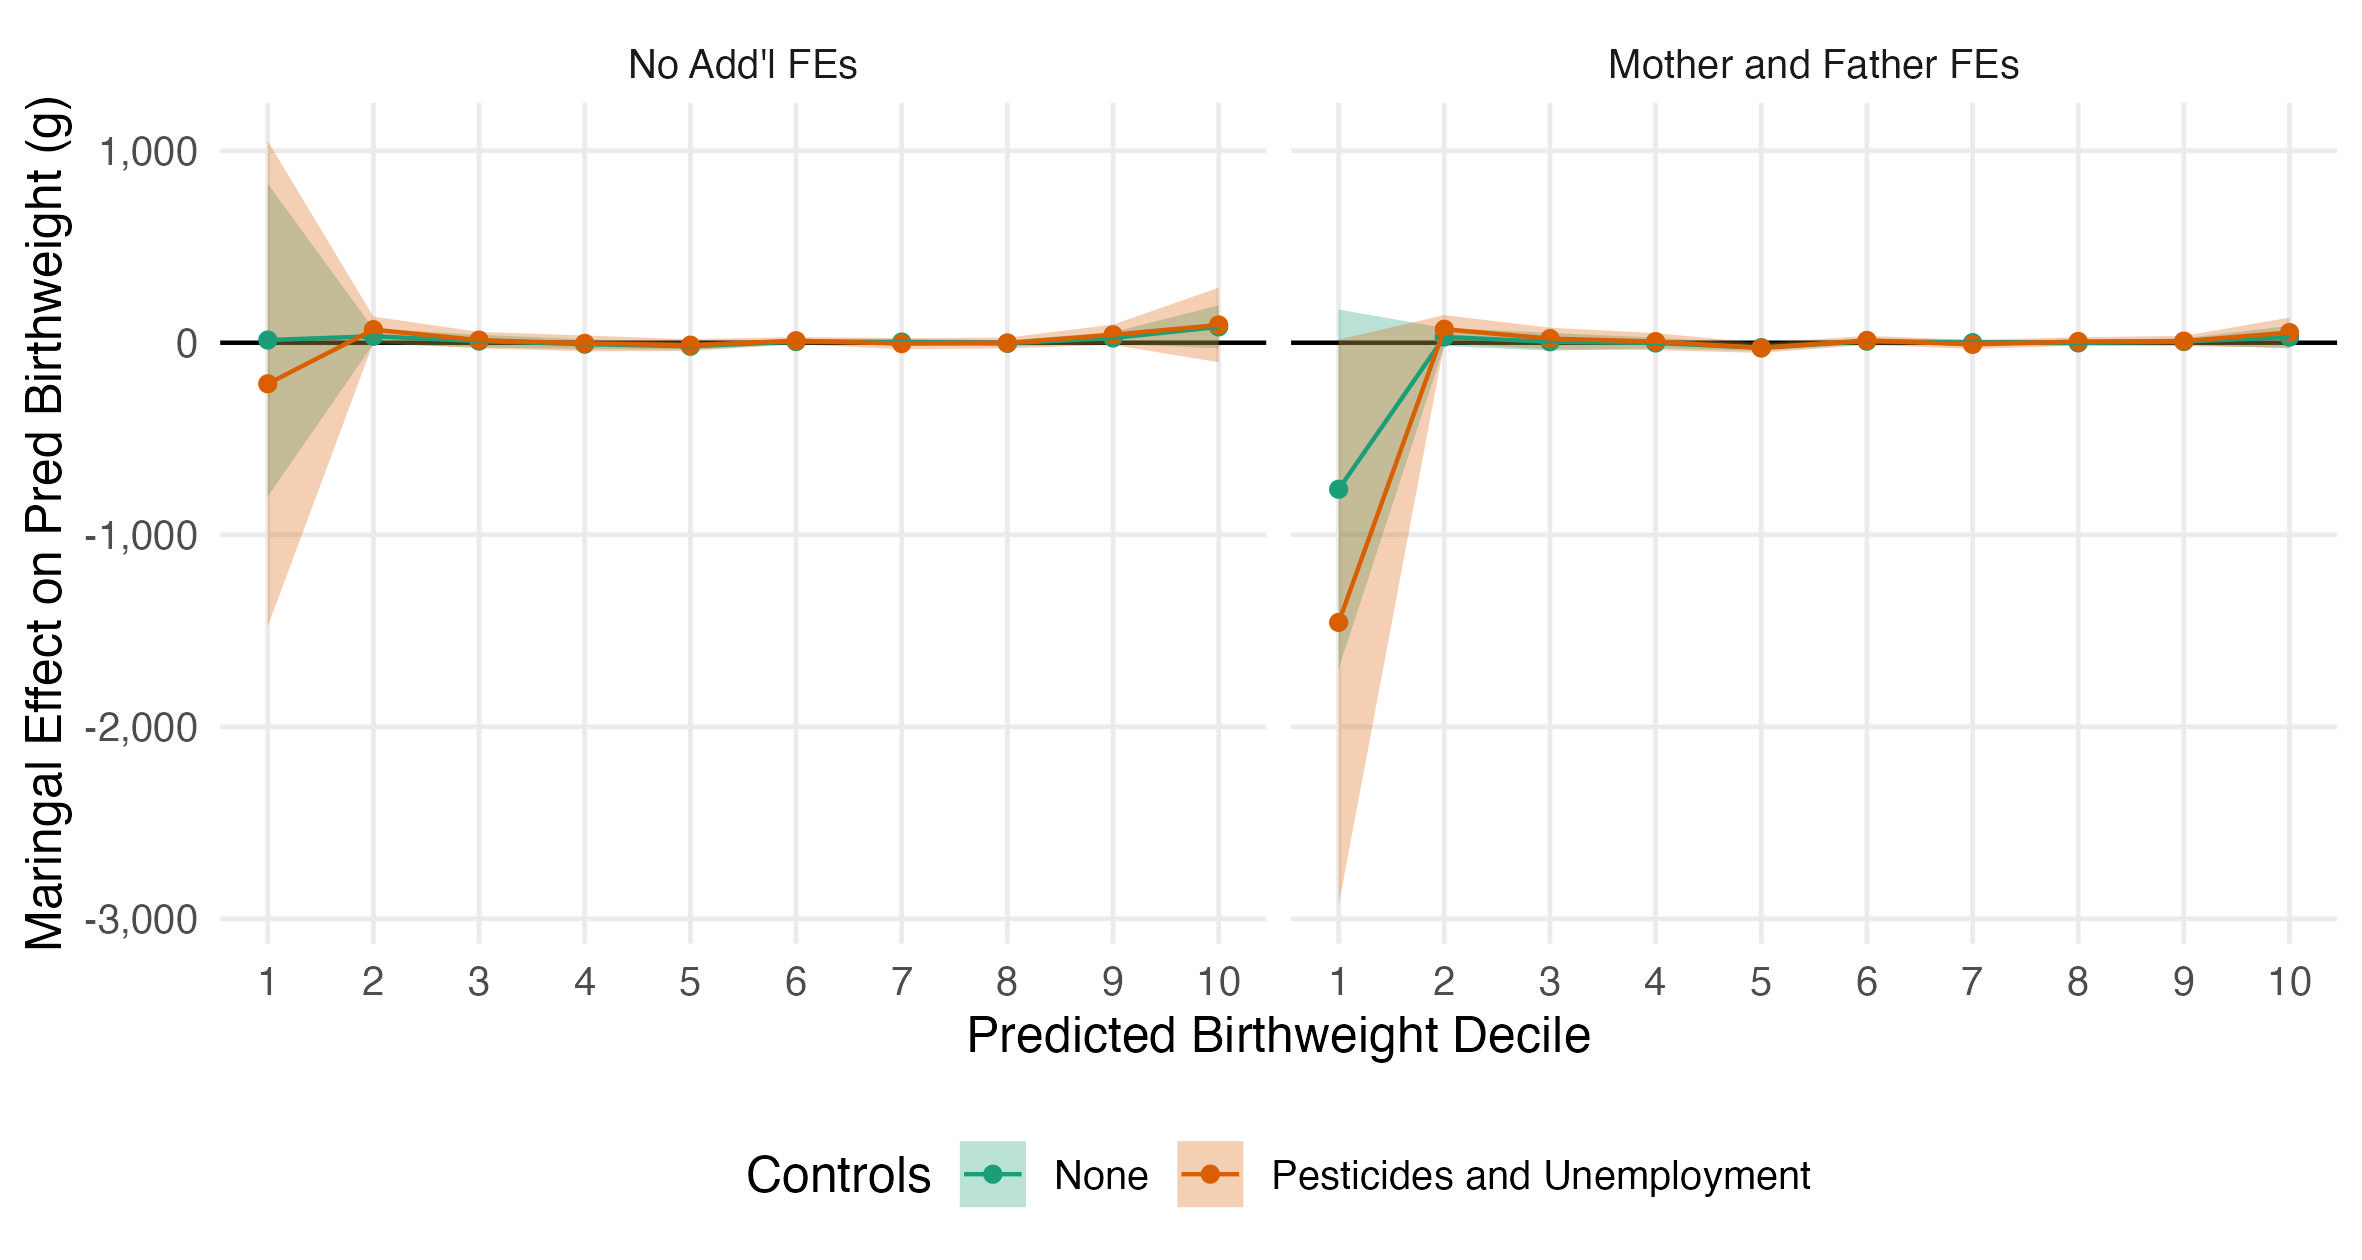 No Add'l FEs
Mother and Father FEs
Maringal Effect on Pred Birthweight (g)
1,000
0
-1,000
-2,000
-3,000
1 2 3 4 5 6 7 8 9 10
1 2 3 4 5 6 7 8 9 10
Predicted Birthweight Decile
Controls None Pesticides and Unemployment